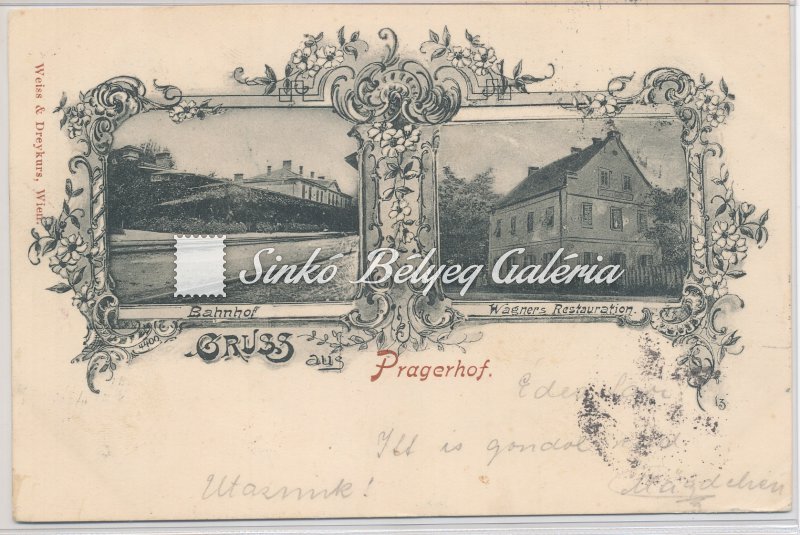 Weiss & Dreykurs, Wien.
Sinkó Bélyeg Galéria
Bahnhof
Wagners Restauration.
GRUSS aus Pragerhof.
Itt is gondol
Utazunk!